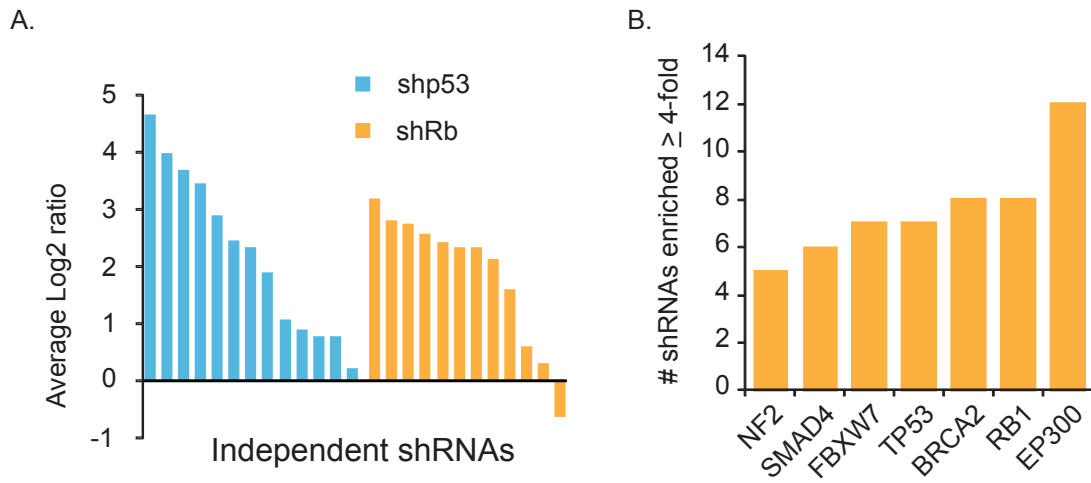 A.
shp53
shRb
Average Log2 ratio
5
4
3
2
1
0
-1
Independent shRNAs
B.
# shRNAs enriched ≥ 4-fold
14
12
10
8
6
4
2
0
NF2
SMAD4
FBXW7
TP53
BRCA2
RB1
EP300